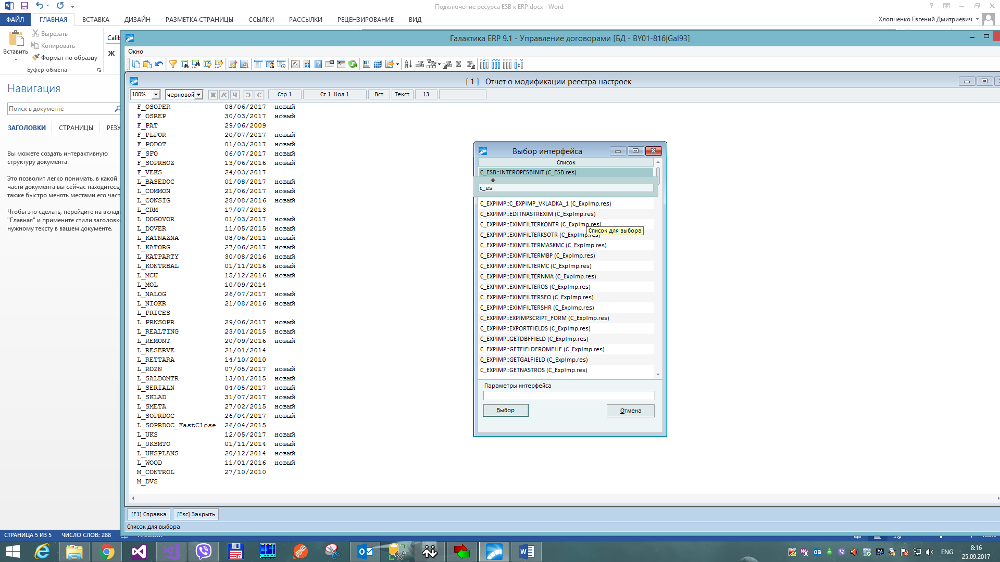 Подключение ресурса ESB к ERP.docx - Word
ФАЙЛ ГЛАВНАЯ ВСТАВКА ДИЗАЙН РАЗМЕТКА СТРАНИЦЫ ССЫЛКИ РАССЫЛКИ РЕЦЕНЗИРОВАНИЕ ВИД
Хлопченко Евгений Дмитриевич
Вставить
Вырезать
Копировать
Формат по образцу
Буфер обмена
Calib
Ж
Навигация
Поиск в документе
ЗАГОЛОВКИ СТРАНИЦЫ РЕЗУ
Вы можете создать интерактивную
структуру документа.
Это позволит легко понимать, в какой
части документа вы сейчас находитесь,
также быстро менять местами его част
Чтобы это сделать, перейдите на вклад
"Главная" и примените стили заголовко
нужному тексту в вашем документе.
Галактика ERP 9.1 - Управление договорами [БД - BY01-816|Gal93]
Окно
[ 1 ] Отчет о модификации реестра настроек
100% черновой Ж К Ч Э С Стр 1 Ст 1 Кол 1 Вст Текст 13
F_OSOPER 08/06/2017 новый
F_OSREP 30/03/2017 новый
F_PAT 29/06/2009
F_PLPOR 20/07/2017 новый
F_PODOT 01/03/2017 новый
F_SFO 06/07/2017 новый
F_SOPRHOZ 13/06/2016 новый
F_VEKS 24/03/2017
L_BASEDOC 01/08/2017 новый
L_COMMON 21/06/2017 новый
L_CONSIG 28/08/2016 новый
L_CRM 17/07/2013
L_DOGOVOR 01/03/2017 новый
L_DOVER 11/05/2015 новый
L_KATNAZNA 08/06/2011 новый
L_KATORG 27/06/2017 новый
L_KATPARTY 30/08/2016 новый
L_KONTRBAL 01/11/2016 новый
L_MCU 15/12/2016 новый
L_MOL 10/09/2014
L_NALOG 26/07/2017 новый
L_NIOKR 21/08/2016 новый
L_PRICES
L_PRNSOPR 29/06/2017 новый
L_REALTING 23/01/2015 новый
L_REMONT 20/09/2016 новый
L_RESERVE 21/01/2014
L_RETTARA 14/10/2010
L_ROZN 07/05/2017 новый
L_SALDOMTR 13/01/2015 новый
L_SERIALN 04/05/2017 новый
L_SKLAD 31/07/2017 новый
L_SMETA 27/02/2015 новый
L_SOPRDOC 26/04/2017 новый
L_SOPRDOC_FastClose 26/04/2015
L_UKS 12/05/2017 новый
L_UKSMTO 01/11/2014 новый
L_UKSPLANS 20/12/2014 новый
L_WOOD 11/01/2016 новый
M_CONTROL 27/10/2010
M_DVS
Выбор интерфейса
Список
C_ESB::INTEROPESBINIT (C_ESB.res)
c_es
C_EXPIMP::C_EXPIMP_VKLADKA_1 (C_ExpImp.res)
C_EXPIMP::EDITNASTREXIM (C_ExpImp.res)
C_EXPIMP::EXIMFILTERKONTR (C_ExpImp.res)
Список для выбора
C_EXPIMP::EXIMFILTERKSOTR (C_ExpImp.res)
C_EXPIMP::EXIMFILTERMASKMC (C_ExpImp.res)
C_EXPIMP::EXIMFILTERMBP (C_ExpImp.res)
C_EXPIMP::EXIMFILTERMC (C_ExpImp.res)
C_EXPIMP::EXIMFILTERNMA (C_ExpImp.res)
C_EXPIMP::EXIMFILTEROS (C_ExpImp.res)
C_EXPIMP::EXIMFILTERSFO (C_ExpImp.res)
C_EXPIMP::EXIMFILTERSHR (C_ExpImp.res)
C_EXPIMP::EXPIMPSCRIPT_FORM (C_ExpImp.res)
C_EXPIMP::EXPORTFIELDS (C_ExpImp.res)
C_EXPIMP::GETDBFFIELD (C_ExpImp.res)
C_EXPIMP::GETFIELDFROMFILE (C_ExpImp.res)
C_EXPIMP::GETGALFIELD (C_ExpImp.res)
C_EXPIMP::GETNASTROS (C_ExpImp.res)
Параметры интерфейса
Выбор Отмена
[F1] Справка [Esc] Закрыть
Список для выбора
СТРАНИЦА 5 ИЗ 5 ЧИСЛО СЛОВ: 288
ENG
8:16
25.09.2017